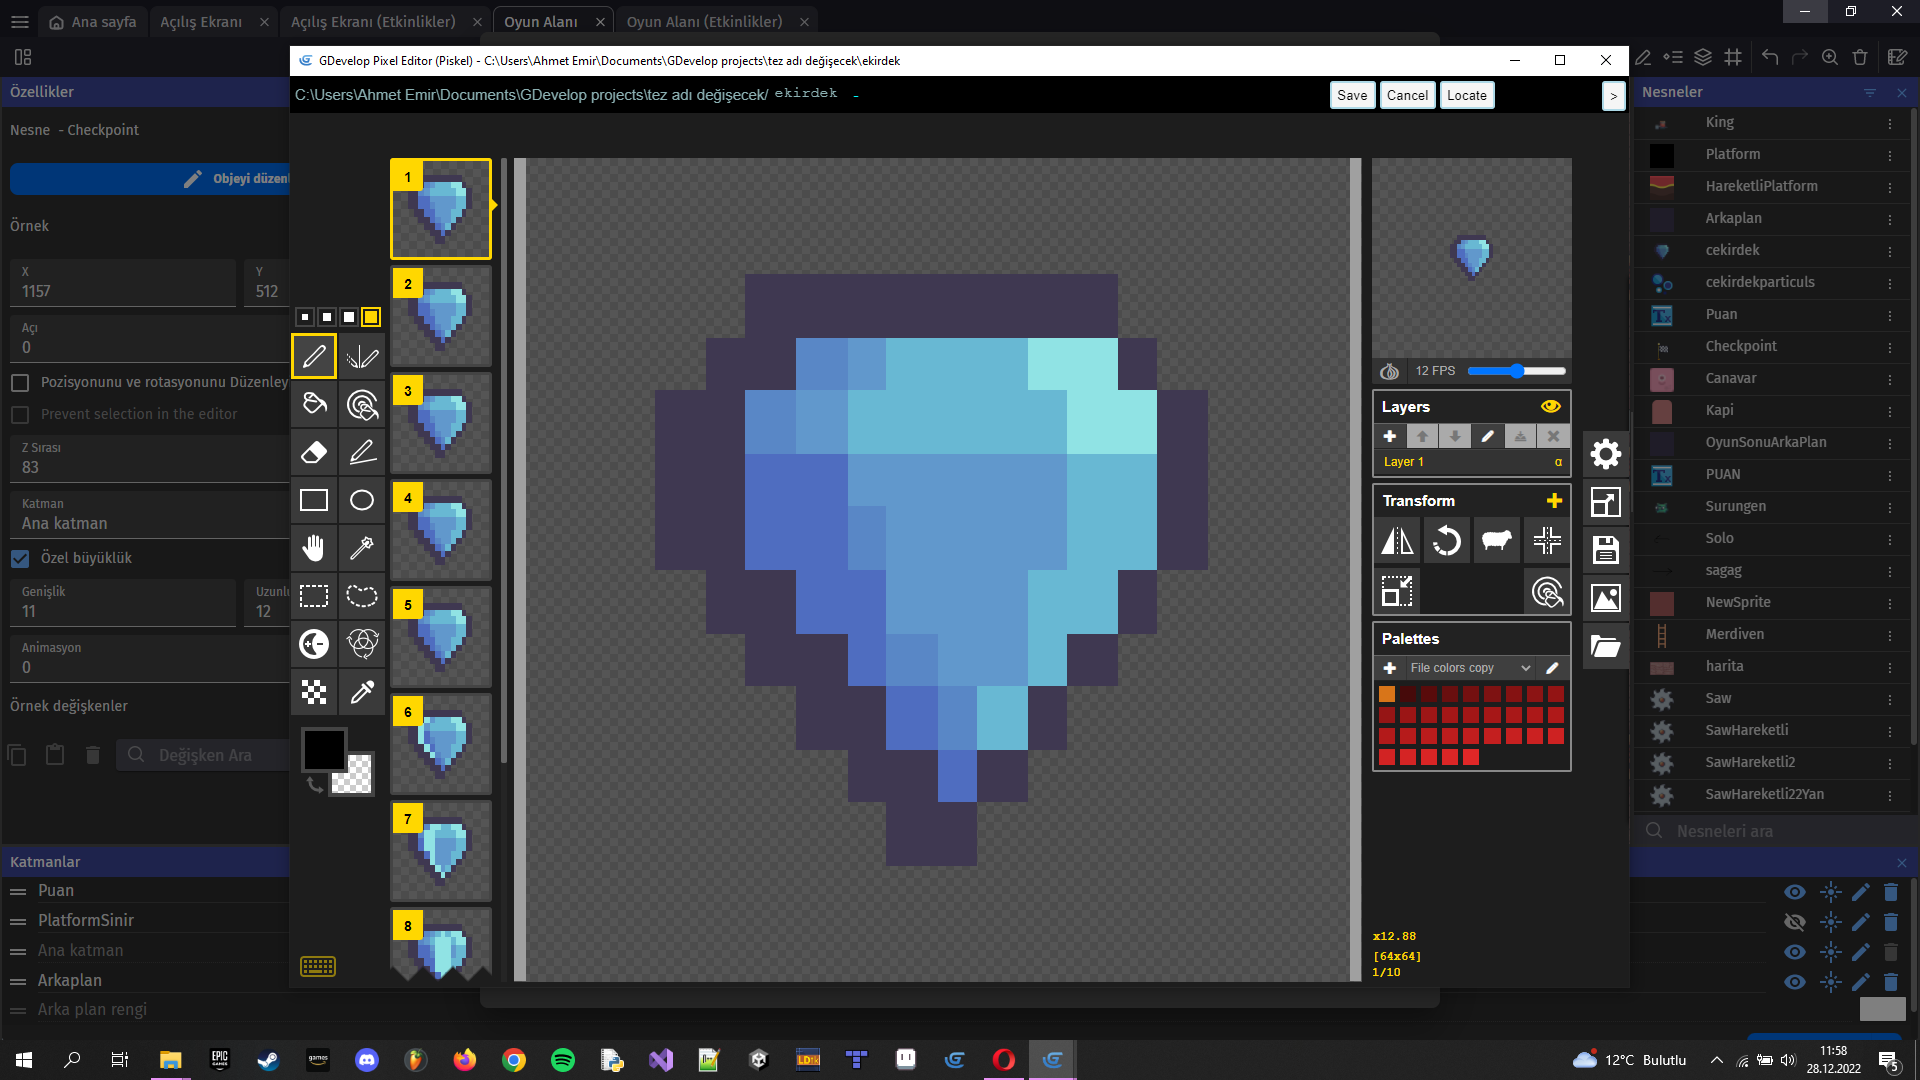 Ana sayfa
Açılış Ekranı
Açılış Ekranı (Etkinlikler)
Oyun Alanı
Oyun Alanı (Etkinlikler)
GDevelop Pixel Editor (Piskel) - C:\Users\Ahmet Emir\Documents\GDevelop projects\tez adı değişecek\ekirdek
C:\Users\Ahmet Emir\Documents\GDevelop projects\tez adı değişecek/ ekirdek -
Save
Cancel
Locate
>
Özellikler
Nesne - Checkpoint
Objeyi düzenl
Örnek
X
1157
Y
512
Açı
0
Pozisyonunu ve rotasyonunu Düzenley
Prevent selection in the editor
Z Sırası
83
Katman
Ana katman
Özel büyüklük
Genişlik
11
Uzunlu
12
Animasyon
0
Örnek değişkenler
Değişken Ara
Katmanlar
Puan
PlatformSinir
Ana katman
Arkaplan
Arka plan rengi
1
2
3
4
5
6
7
8
12 FPS
Layers
Layer 1
α
Transform
Palettes
File colors copy
x12.88
[64x64]
1/10
Nesneler
King
Platform
HareketliPlatform
Arkaplan
cekirdek
cekirdekparticuls
Puan
Checkpoint
Canavar
Kapi
OyunSonuArkaPlan
PUAN
Surungen
Solo
sagag
NewSprite
Merdiven
harita
Saw
SawHareketli
SawHareketli2
SawHareketli22Yan
Nesneleri ara
EPIC GAMES
games
LDtk
12°C Bulutlu
11:58
28.12.2022
5